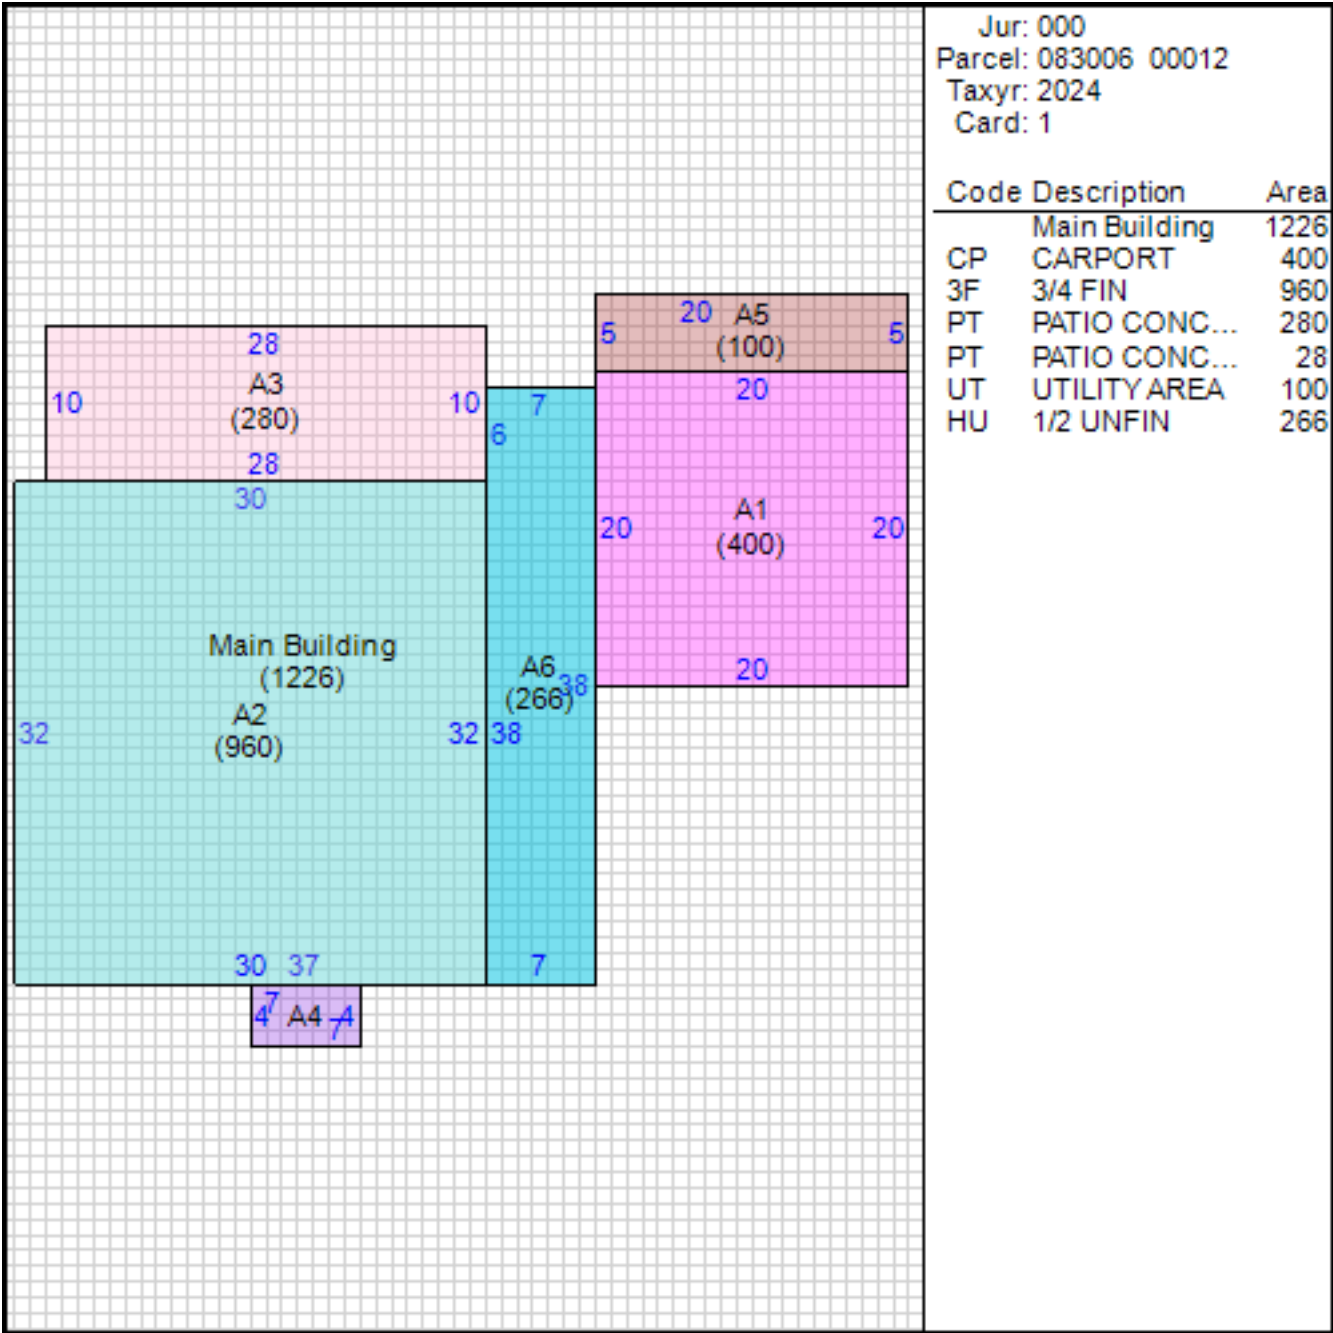 Jur: 000
Parcel: 083006 00012
Taxyr: 2024
Card: 1
Code Description Area
Main Building 1226
CP CARPORT 400
3F 3/4 FIN 960
PT PATIO CONC... 280
PT PATIO CONC... 28
UT UTILITY AREA 100
HU 1/2 UNFIN 266
20 A5
5 (100) 5
28
A3
10 (280) 10
28
20
7
6
30
A1
20 (400) 20
20
Main Building
(1226)
A2
(960)
32 32
A6
(266)
38
38
30 37
7
7
4 A4 4
7